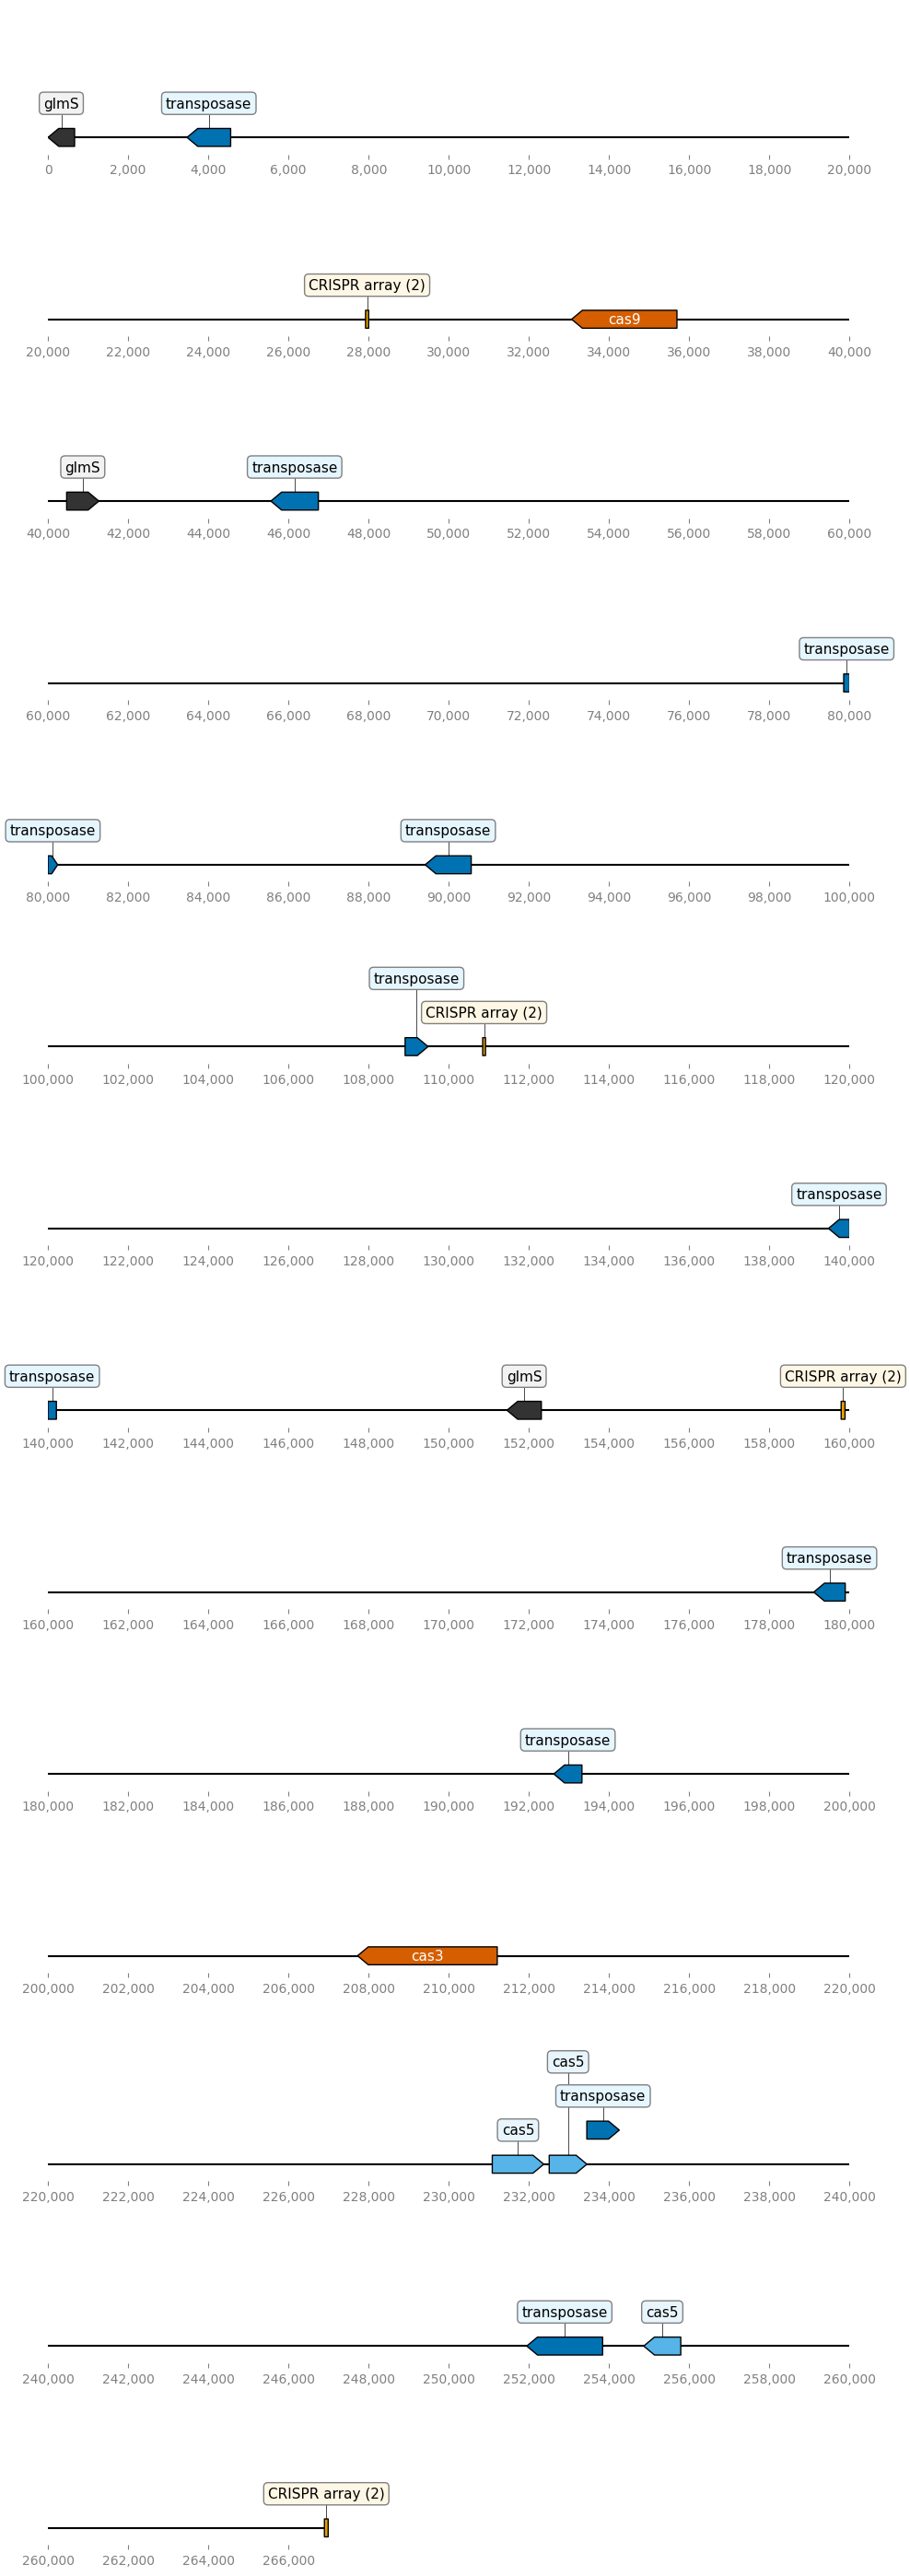 glmS transposase
0 2,000 4,000 6,000 8,000 10,000 12,000 14,000 16,000 18,000 20,000
CRISPR array (2)
cas9
20,000 22,000 24,000 26,000 28,000 30,000 32,000 34,000 36,000 38,000 40,000
glmS transposase
40,000 42,000 44,000 46,000 48,000 50,000 52,000 54,000 56,000 58,000 60,000
transposase
60,000 62,000 64,000 66,000 68,000 70,000 72,000 74,000 76,000 78,000 80,000
transposase transposase
80,000 82,000 84,000 86,000 88,000 90,000 92,000 94,000 96,000 98,000 100,000
transposase
CRISPR array (2)
100,000 102,000 104,000 106,000 108,000 110,000 112,000 114,000 116,000 118,000 120,000
transposase
120,000 122,000 124,000 126,000 128,000 130,000 132,000 134,000 136,000 138,000 140,000
transposase glmS CRISPR array (2)
140,000 142,000 144,000 146,000 148,000 150,000 152,000 154,000 156,000 158,000 160,000
transposase
160,000 162,000 164,000 166,000 168,000 170,000 172,000 174,000 176,000 178,000 180,000
transposase
180,000 182,000 184,000 186,000 188,000 190,000 192,000 194,000 196,000 198,000 200,000
cas3
200,000 202,000 204,000 206,000 208,000 210,000 212,000 214,000 216,000 218,000 220,000
cas5
transposase
cas5
220,000 222,000 224,000 226,000 228,000 230,000 232,000 234,000 236,000 238,000 240,000
transposase cas5
240,000 242,000 244,000 246,000 248,000 250,000 252,000 254,000 256,000 258,000 260,000
CRISPR array (2)
260,000 262,000 264,000 266,000